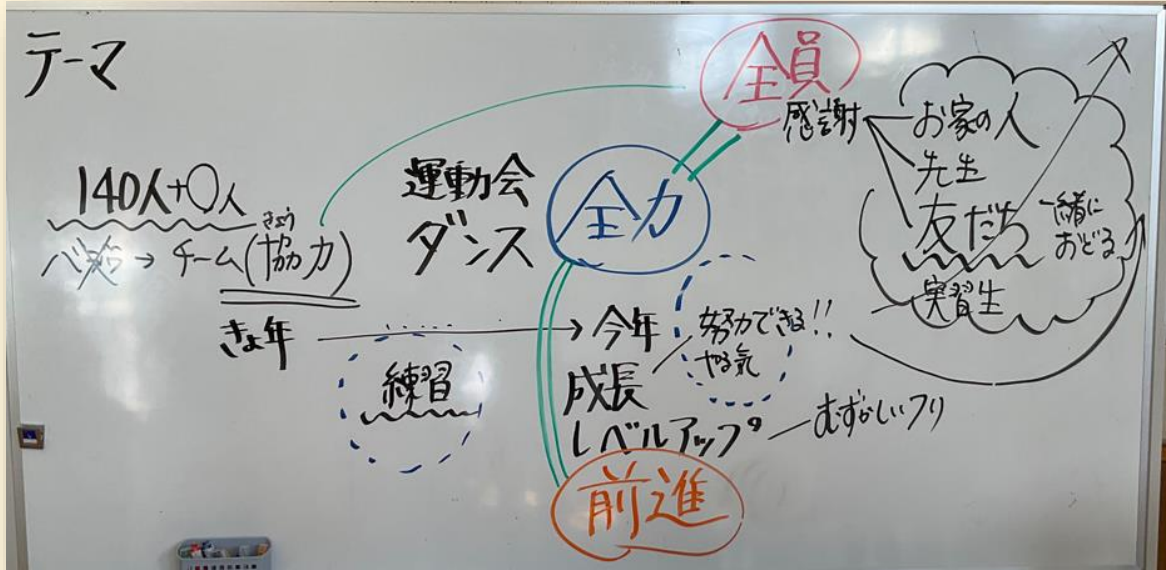 テーマ
140人+〇人
→ チーム(協力)
きょう
きょ年
練習
運動会
ダンス
全員
全力
感謝
お家の人
先生
友だち
一緒に
おどる
実習生
今年
成長
努力できる!!
やる気
レベルアップ
むずかしいフリ
前進